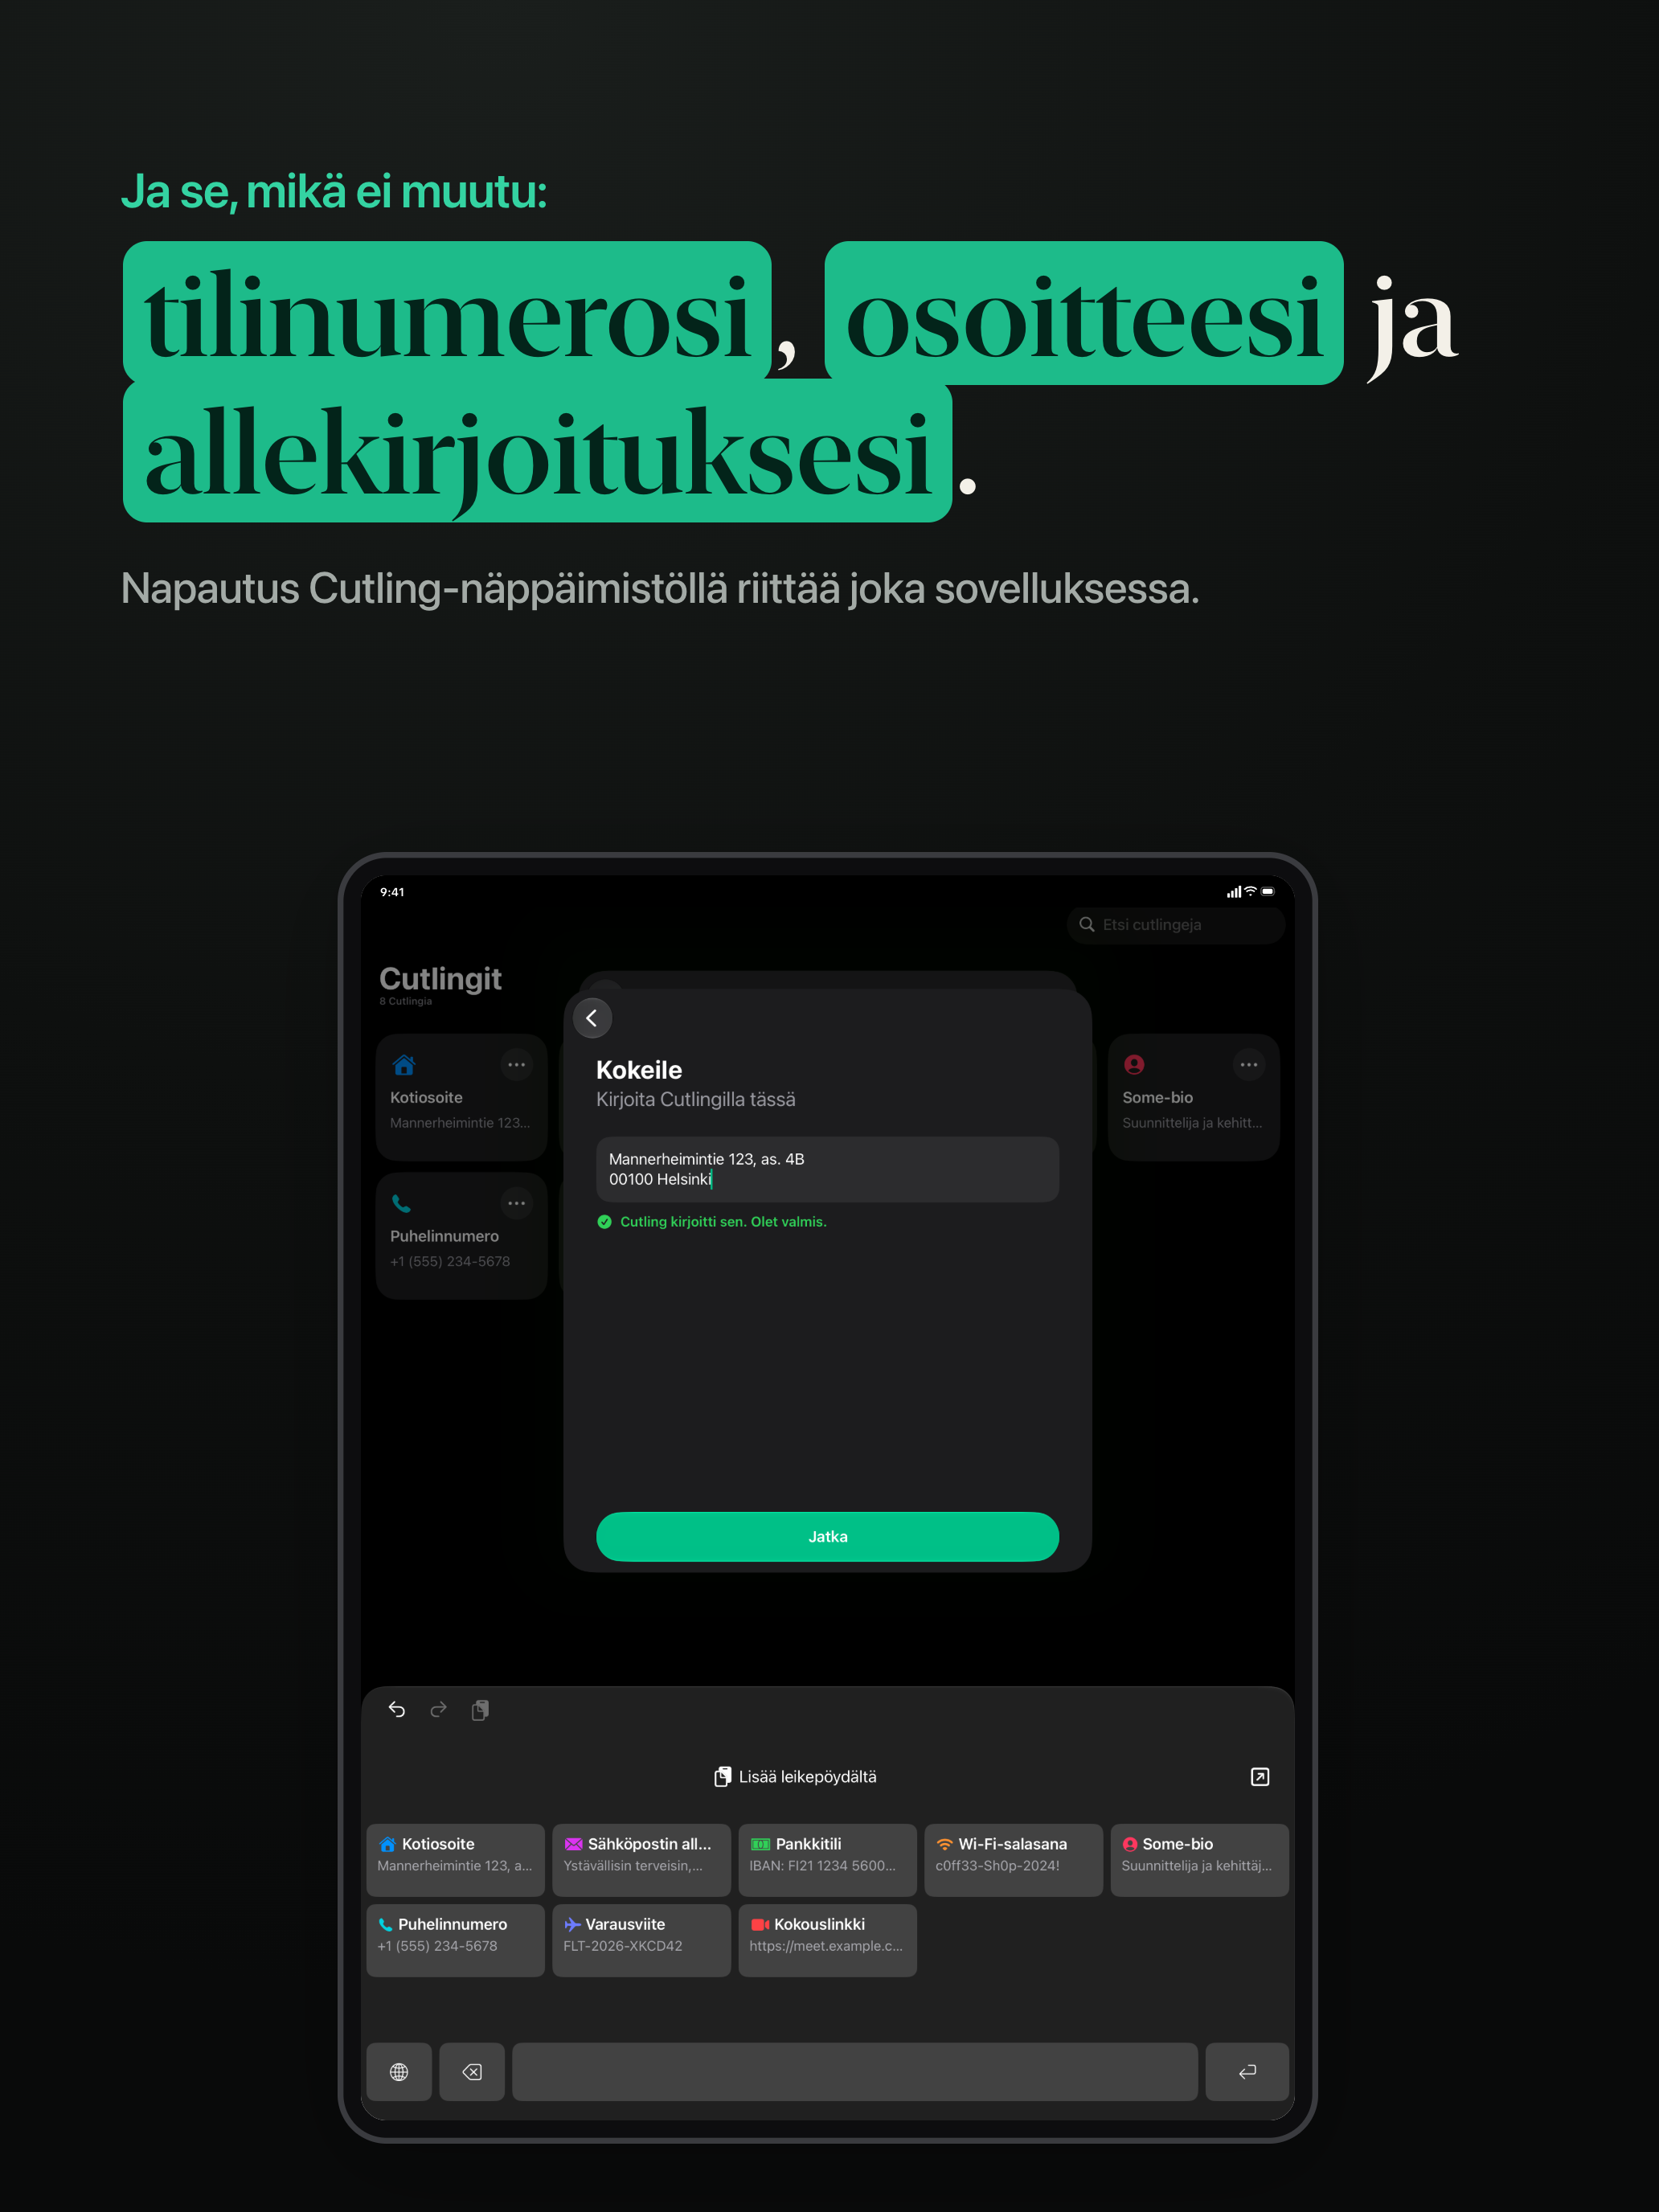 Ja se, mikä ei muutu:
tilinumerosi, osoitteesi ja
allekirjoituksesi.
Napautus Cutling-näppäimistöllä riittää joka sovelluksessa.
9:41
Etsi cutlingeja
Cutlingit
8 Cutlingia
Kotiosoite
Mannerheimintie 123...
Some-bio
Suunnittelija ja kehitt...
Puhelinnumero
+1 (555) 234-5678
Kokeile
Kirjoita Cutlingilla tässä
Mannerheimintie 123, as. 4B
00100 Helsinki
Cutling kirjoitti sen. Olet valmis.
Jatka
Lisää leikepöydältä
Kotiosoite
Mannerheimintie 123, a...
Sähköpostin all...
Ystävällisin terveisin,...
Pankkitili
IBAN: FI21 1234 5600...
Wi-Fi-salasana
c0ff33-Sh0p-2024!
Some-bio
Suunnittelija ja kehittäj...
Puhelinnumero
+1 (555) 234-5678
Varausviite
FLT-2026-XKCD42
Kokouslinkki
https://meet.example.c...